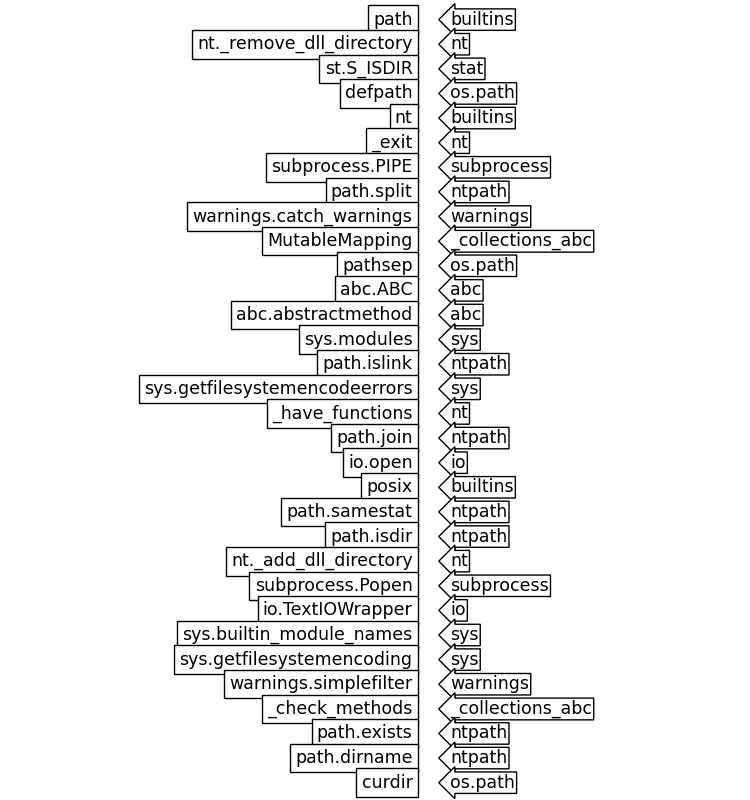 path builtins
nt._remove_dll_directory nt
st.S_ISDIR stat
defpath os.path
nt builtins
_exit nt
subprocess.PIPE subprocess
path.split ntpath
warnings.catch_warnings warnings
MutableMapping _collections_abc
pathsep os.path
abc.ABC abc
abc.abstractmethod abc
sys.modules sys
path.islink ntpath
sys.getfilesystemencodeerrors sys
_have_functions nt
path.join ntpath
io.open io
posix builtins
path.samestat ntpath
path.isdir ntpath
nt._add_dll_directory nt
subprocess.Popen subprocess
io.TextIOWrapper io
sys.builtin_module_names sys
sys.getfilesystemencoding sys
warnings.simplefilter warnings
_check_methods _collections_abc
path.exists ntpath
path.dirname ntpath
curdir os.path